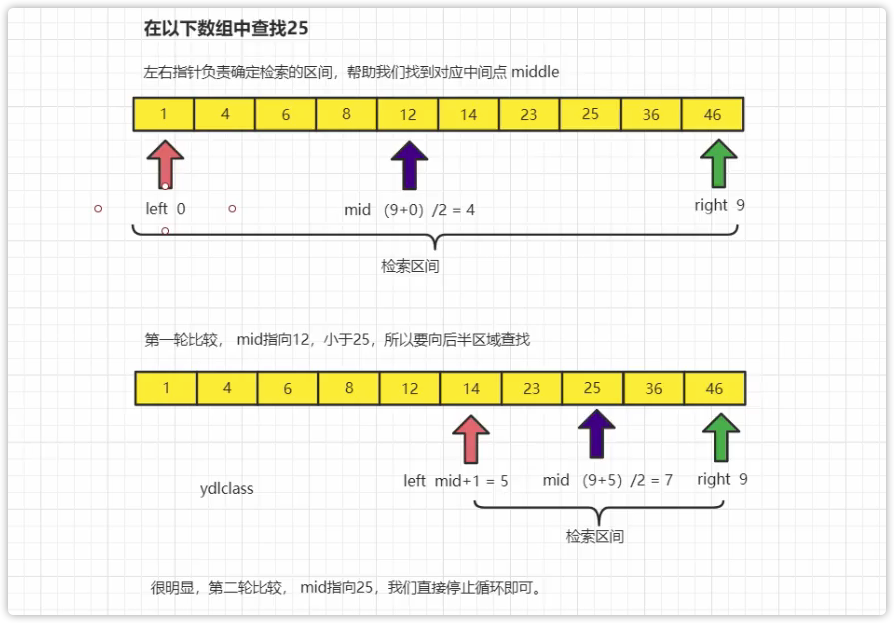 在以下数组中查找25
左右指针负责确定检索的区间，帮助我们找到对应中间点 middle
1 4 6 8 12 14 23 25 36 46
left 0 mid （9+0）/2 = 4 right 9
检索区间
第一轮比较， mid指向12，小于25，所以要向后半区域查找
1 4 6 8 12 14 23 25 36 46
left mid+1 = 5 mid （9+5）/2 = 7 right 9
ydlclass
检索区间
很明显，第二轮比较， mid指向25，我们直接停止循环即可。